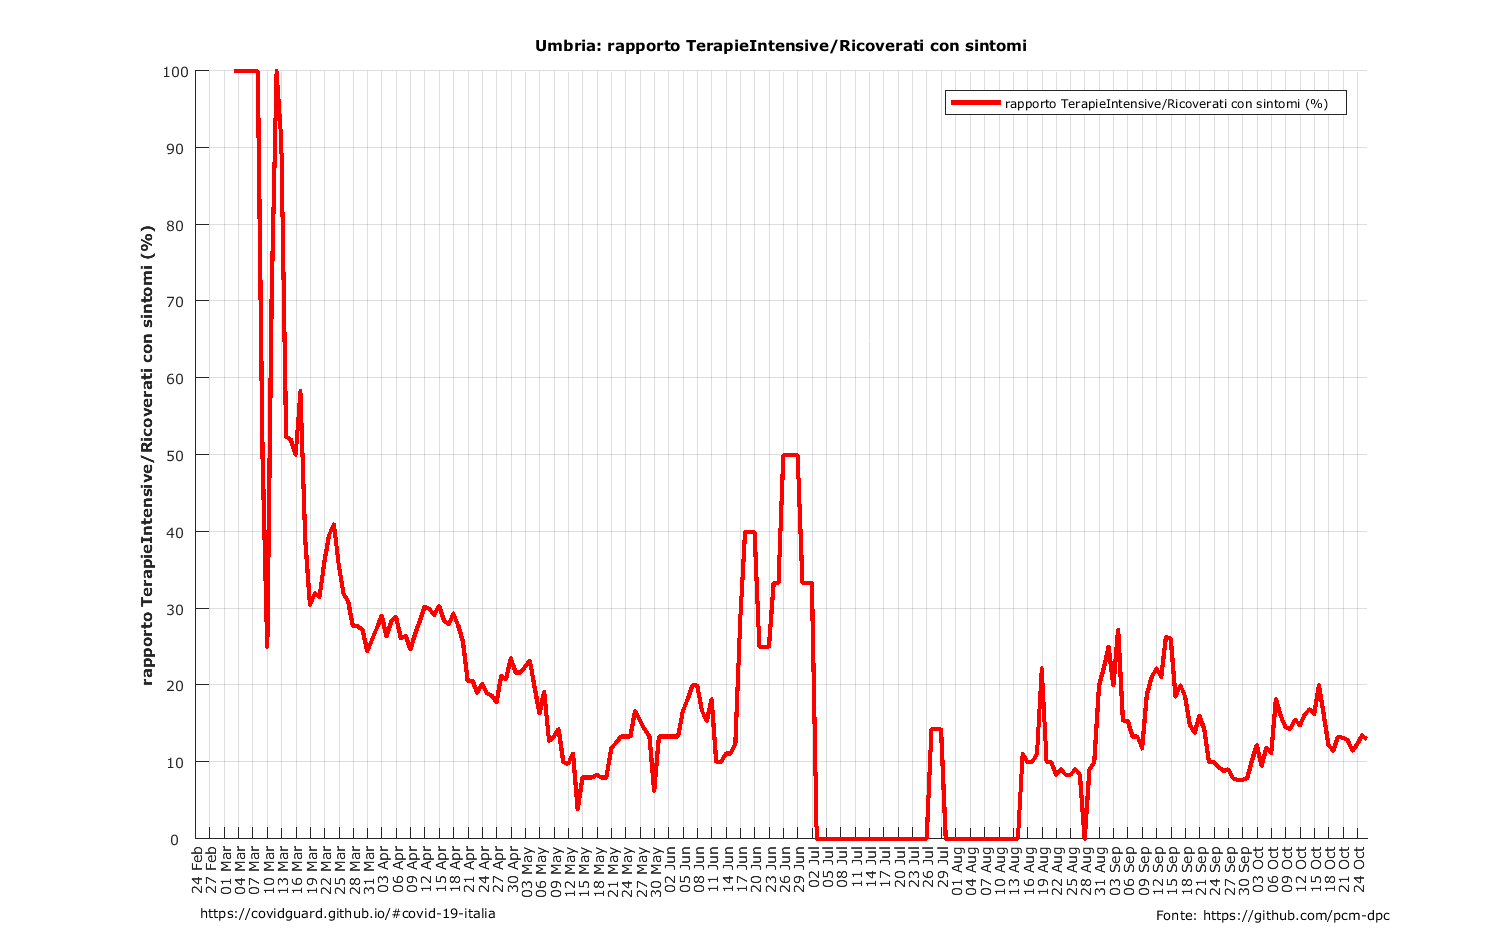 Umbria: rapporto TerapieIntensive/Ricoverati con sintomi
rapporto TerapieIntensive/Ricoverati con sintomi (%)
rapporto TerapieIntensive/Ricoverati con sintomi (%)
100
90
80
70
60
50
40
30
20
10
0
24 Feb
27 Feb
01 Mar
04 Mar
07 Mar
10 Mar
13 Mar
16 Mar
19 Mar
22 Mar
25 Mar
28 Mar
31 Mar
03 Apr
06 Apr
09 Apr
12 Apr
15 Apr
18 Apr
21 Apr
24 Apr
27 Apr
30 Apr
03 May
06 May
09 May
12 May
15 May
18 May
21 May
24 May
27 May
30 May
02 Jun
05 Jun
08 Jun
11 Jun
14 Jun
17 Jun
20 Jun
23 Jun
26 Jun
29 Jun
02 Jul
05 Jul
08 Jul
11 Jul
14 Jul
17 Jul
20 Jul
23 Jul
26 Jul
29 Jul
01 Aug
04 Aug
07 Aug
10 Aug
13 Aug
16 Aug
19 Aug
22 Aug
25 Aug
28 Aug
31 Aug
03 Sep
06 Sep
09 Sep
12 Sep
15 Sep
18 Sep
21 Sep
24 Sep
27 Sep
30 Sep
03 Oct
06 Oct
09 Oct
12 Oct
15 Oct
18 Oct
21 Oct
24 Oct
https://covidguard.github.io/#covid-19-italia
Fonte: https://github.com/pcm-dpc